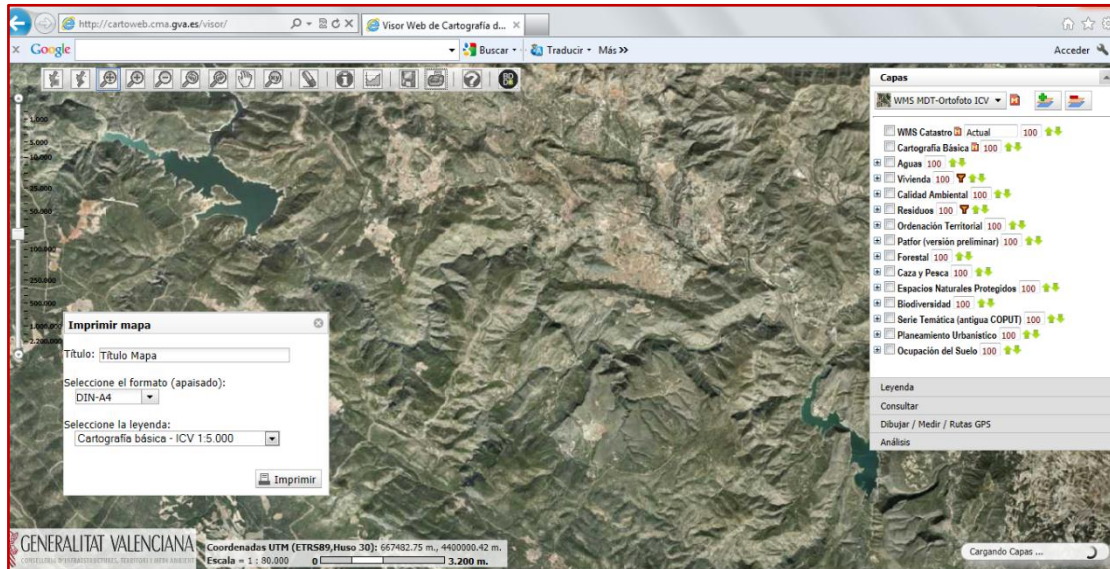 http://cartoweb.cma.gva.es/visor/
Visor Web de Cartografía d...
x Google
Buscar
Traducir
Más >>
Acceder
1.000
5.000
10.000
25.000
50.000
100.000
250.000
500.000
1.000.000
2.200.000
Capas
WMS MDT-Ortofoto ICV
WMS Catastro Actual 100
Cartografía Básica 100
Aguas 100
Vivienda 100
Calidad Ambiental 100
Residuos 100
Ordenación Territorial 100
Patfor (versión preliminar) 100
Forestal 100
Caza y Pesca 100
Espacios Naturales Protegidos 100
Biodiversidad 100
Serie Temática (antigua COPUT) 100
Planeamiento Urbanístico 100
Ocupación del Suelo 100
Leyenda
Consultar
Dibujar / Medir / Rutas GPS
Análisis
Imprimir mapa
Título: Título Mapa
Seleccione el formato (apaisado):
DIN-A4
Seleccione la leyenda:
Cartografía básica - ICV 1:5.000
Imprimir
GENERALITAT VALENCIANA
CONSELLERIA D'INFRAESTRUCTURES, TERRITORI I MEDI AMBIENT
Coordenadas UTM (ETRS89,Huso 30): 667482.75 m., 4400000.42 m.
Escala = 1 : 80.000 0 3.200 m.
Cargando Capas ...